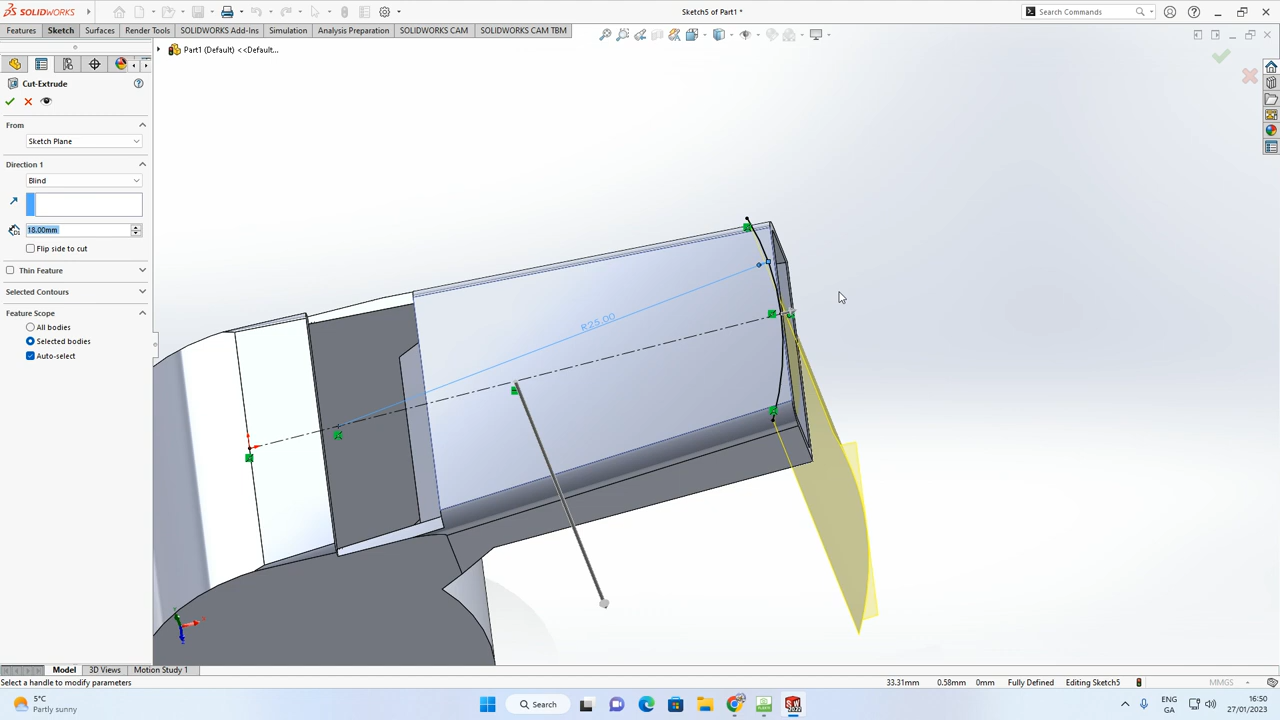 SOLIDWORKS
Sketch5 of Part1 *
Search Commands
Features
Sketch
Surfaces
Render Tools
SOLIDWORKS Add-Ins
Simulation
Analysis Preparation
SOLIDWORKS CAM
SOLIDWORKS CAM TBM
Part1 (Default) <<Default...
Cut-Extrude
From
Sketch Plane
Direction 1
Blind
18.00mm
Flip side to cut
Thin Feature
Selected Contours
Feature Scope
All bodies
Selected bodies
Auto-select
R25.00
Model
3D Views
Motion Study 1
Select a handle to modify parameters
33.31mm
0.58mm
0mm
Fully Defined
Editing Sketch5
MMGS
5°C
Partly sunny
Search
ENG
GA
16:50
27/01/2023